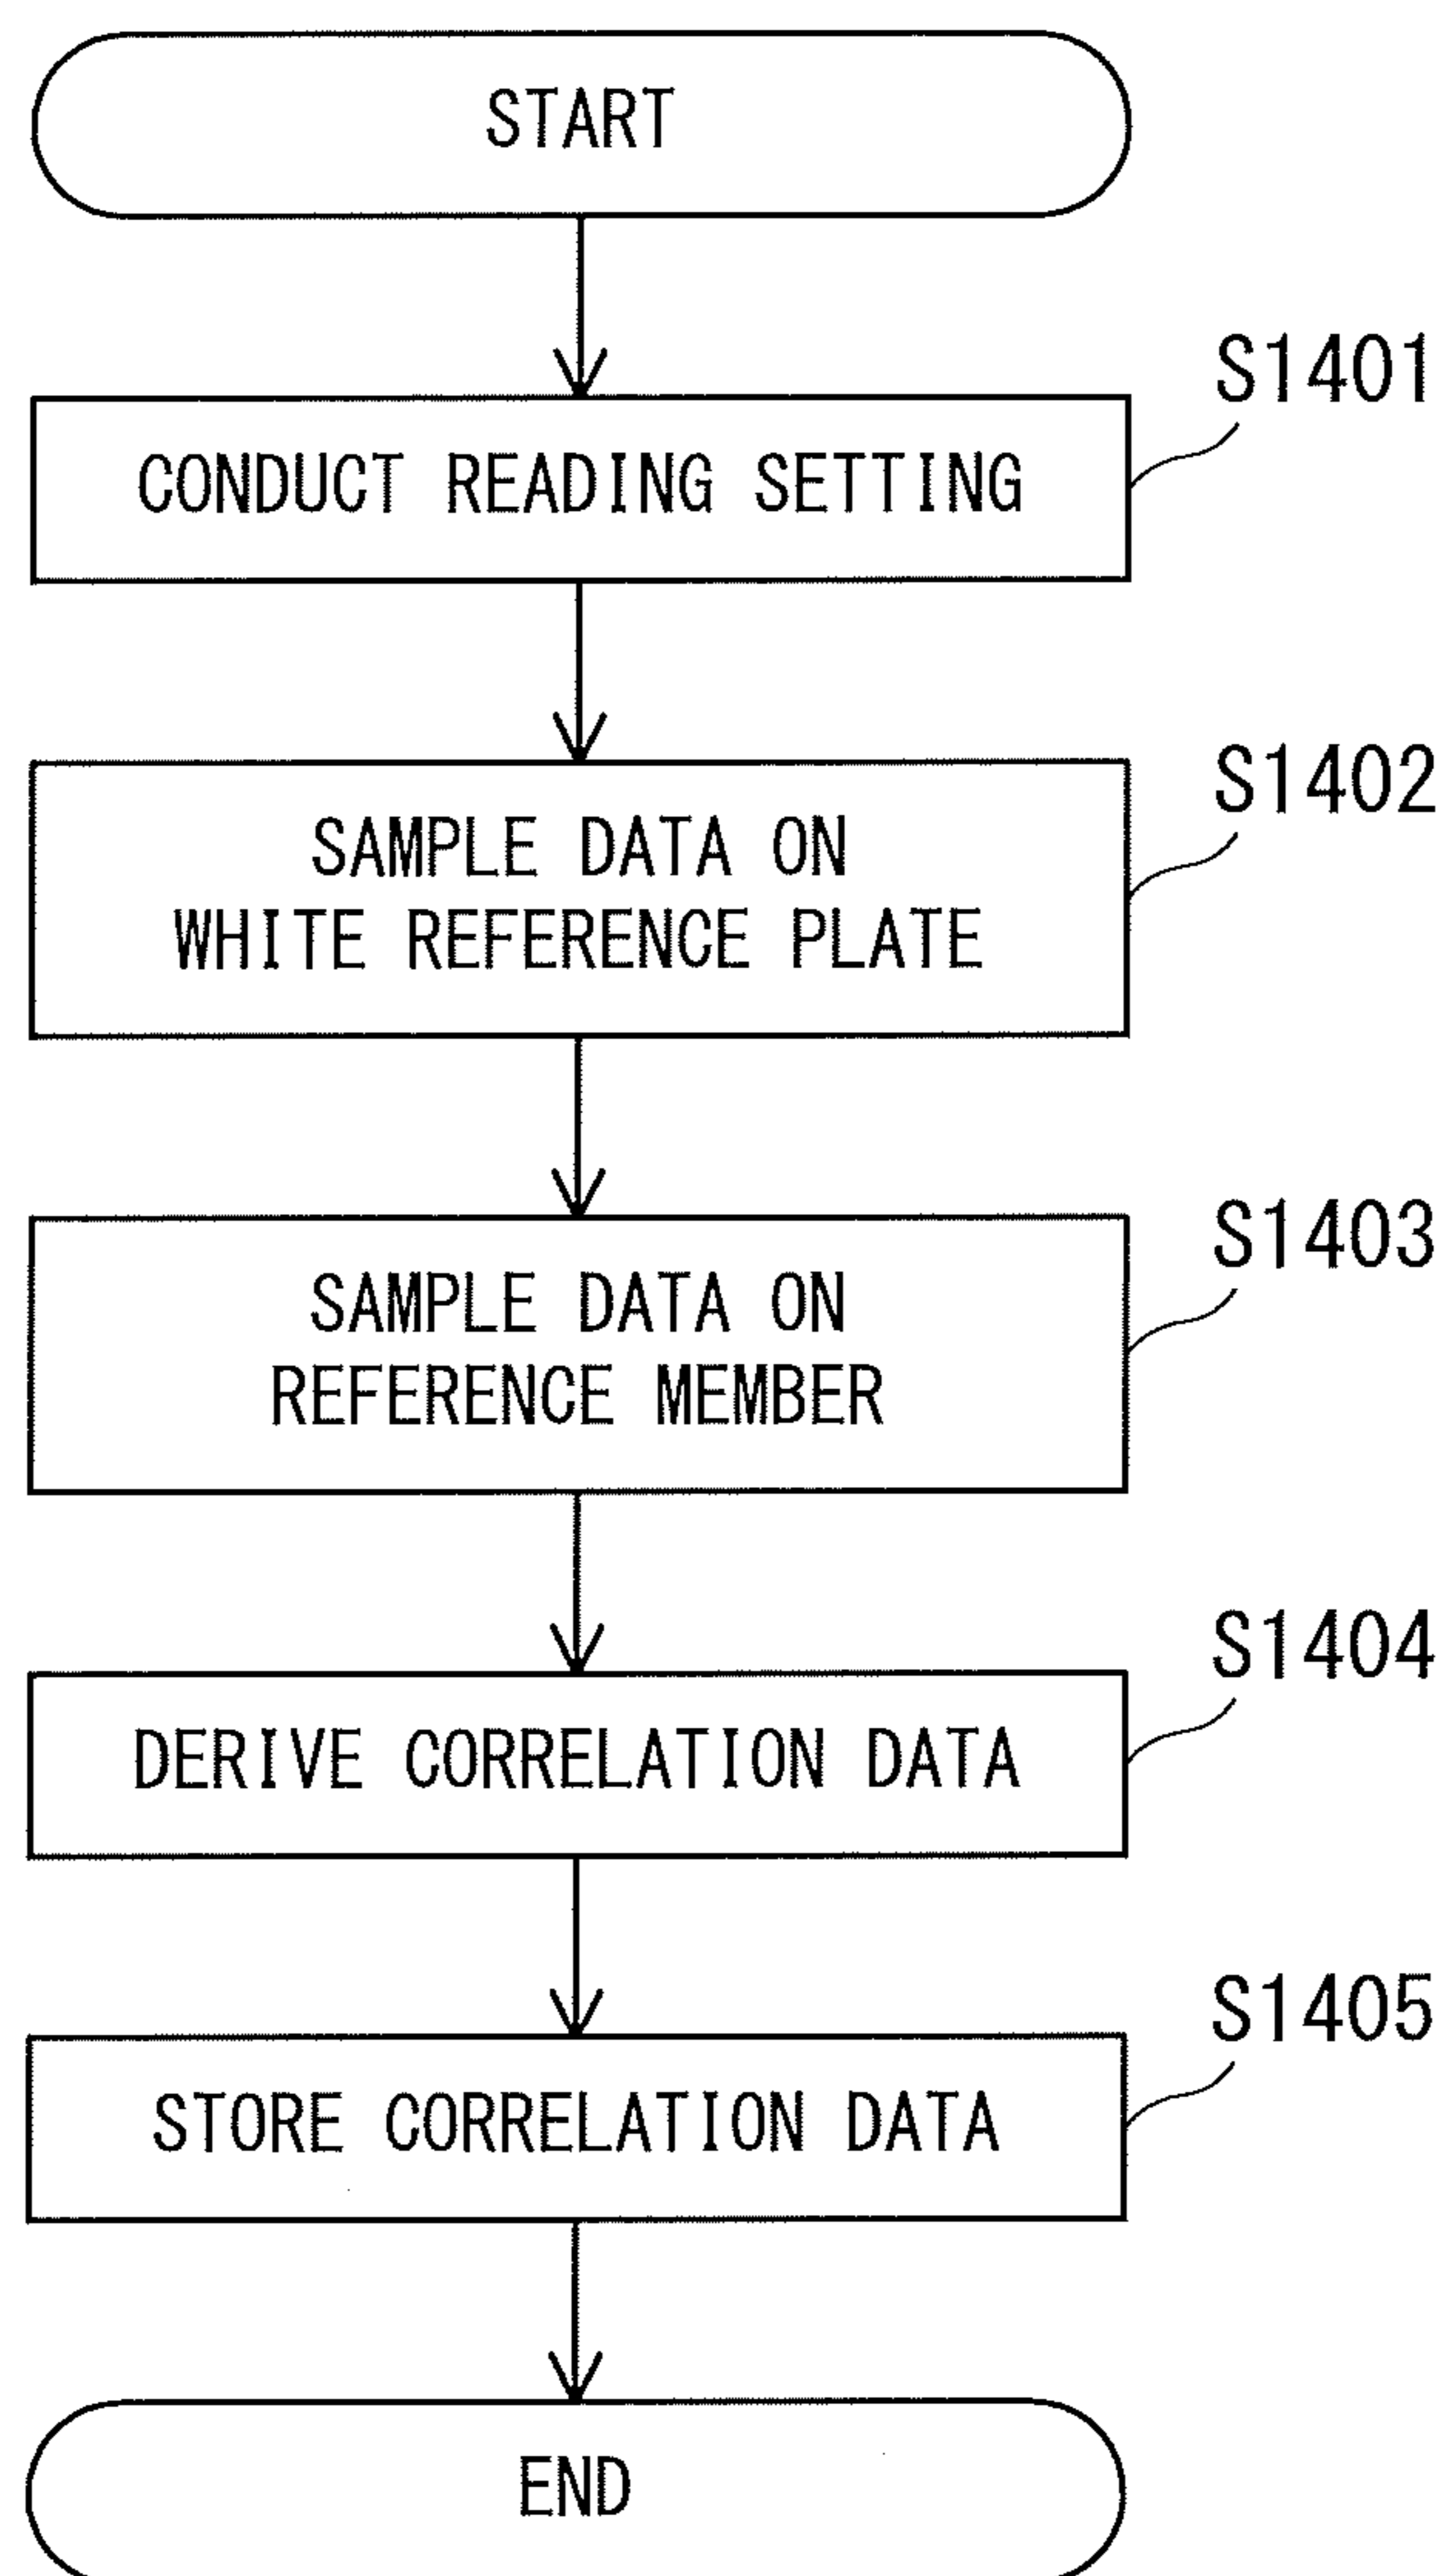 START
S1401
CONDUCT READING SETTING
S1402
SAMPLE DATA ON
WHITE REFERENCE PLATE
S1403
SAMPLE DATA ON
REFERENCE MEMBER
S1404
DERIVE CORRELATION DATA
S1405
STORE CORRELATION DATA
END